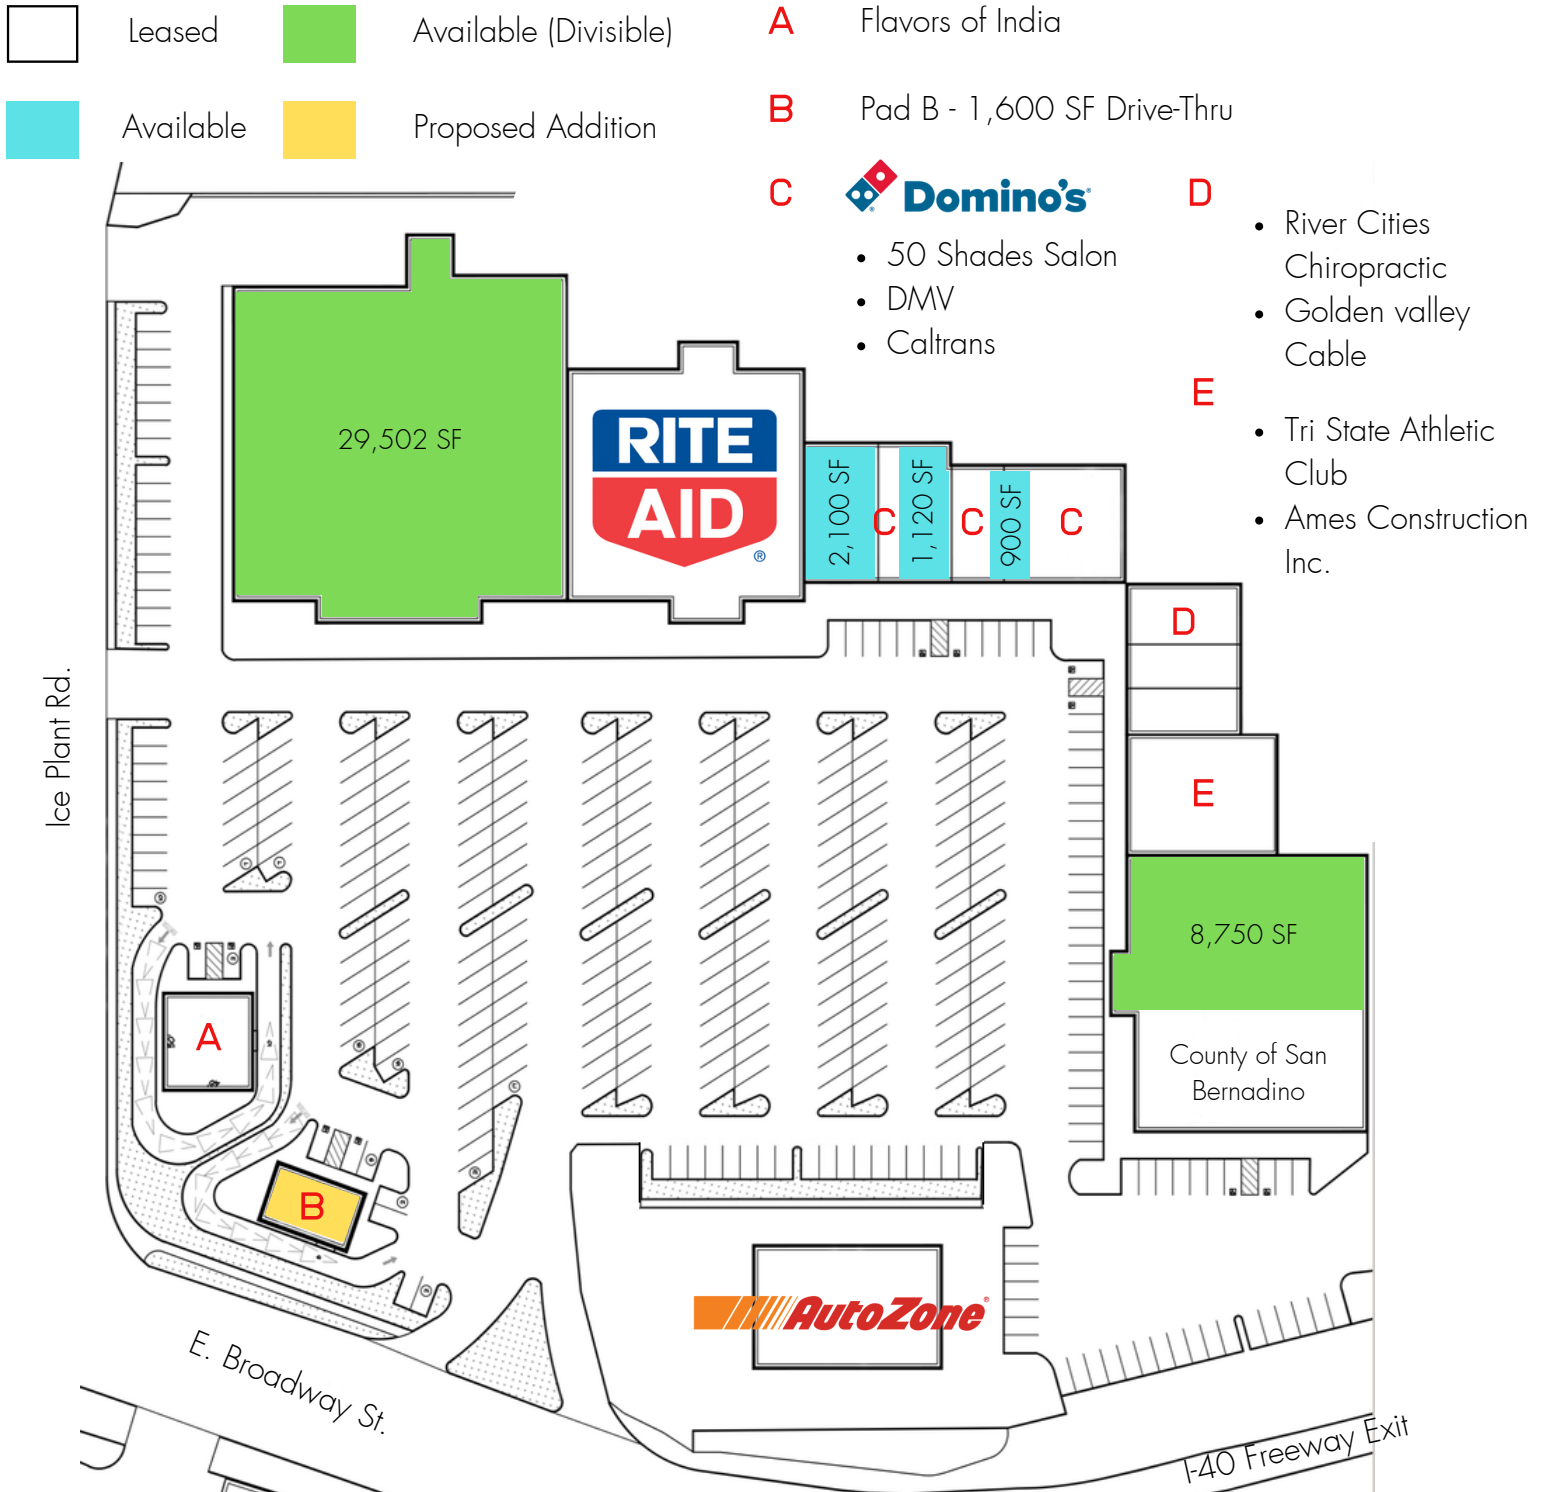 Leased
Available (Divisible)
Available
Proposed Addition
A
Flavors of India
B
Pad B - 1,600 SF Drive-Thru
C
Domino's
• 50 Shades Salon
• DMV
• Caltrans
D
• River Cities
Chiropractic
• Golden valley
Cable
E
• Tri State Athletic
Club
• Ames Construction
Inc.
29,502 SF
RITE
AID
®
2,100 SF
C
1,120 SF
C
900 SF
C
D
E
8,750 SF
County of San
Bernadino
Ice Plant Rd.
A
B
AutoZone
E. Broadway St.
I-40 Freeway Exit